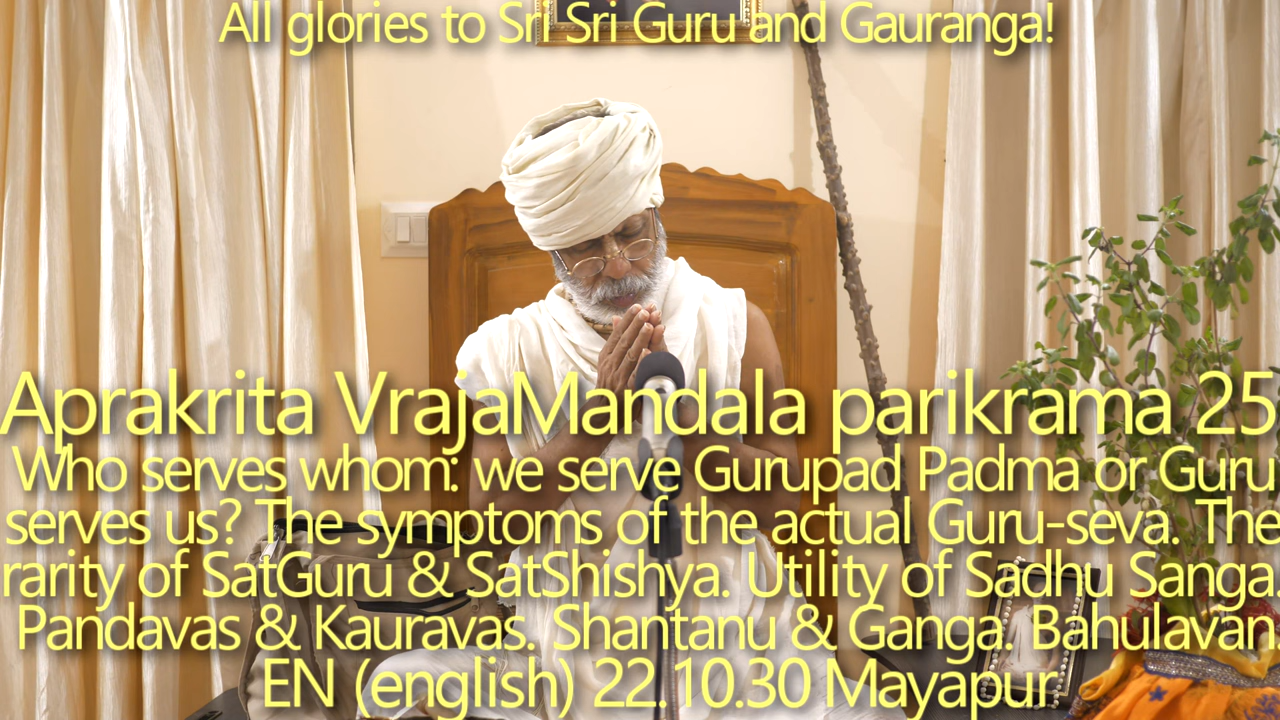 All glories to Sri Sri Guru and Gauranga!
Aprakrita VrajaMandala parikrama 25
Who serves whom: we serve Gurupad Padma or Guru
serves us? The symptoms of the actual Guru-seva. The
rarity of SatGuru & SatShishya. Utility of Sadhu Sanga.
Pandavas & Kauravas. Shantanu & Ganga. Bahulavan.
EN (english) 22.10.30 Mayapur